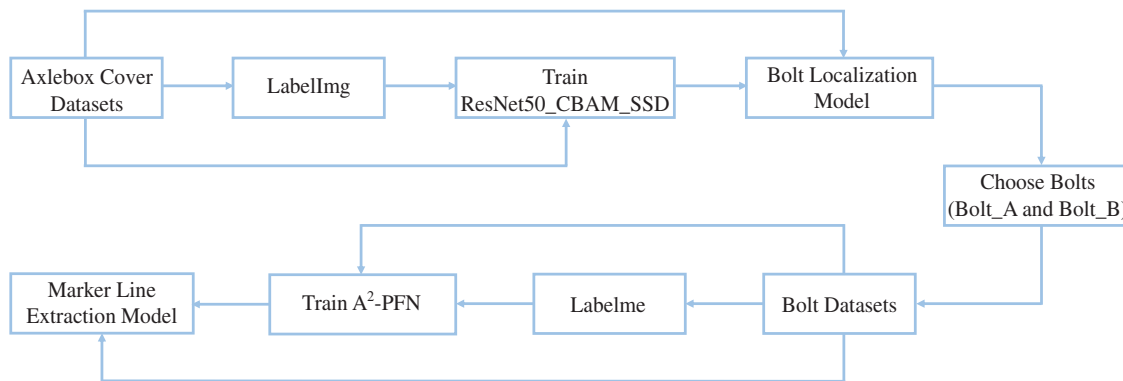 Axlebox Cover
Datasets
LabelImg
Train
ResNet50_CBAM_SSD
Bolt Localization
Model
Choose Bolts
(Bolt_A and Bolt_B)
Marker Line
Extraction Model
Train A²-PFN
Labelme
Bolt Datasets